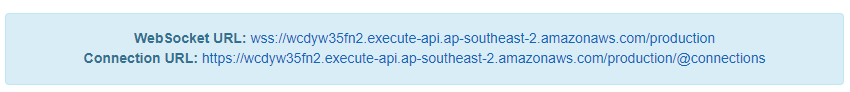 WebSocket URL: wss://wcdyw35fn2.execute-api.ap-southeast-2.amazonaws.com/production
Connection URL: https://wcdyw35fn2.execute-api.ap-southeast-2.amazonaws.com/production/@connections